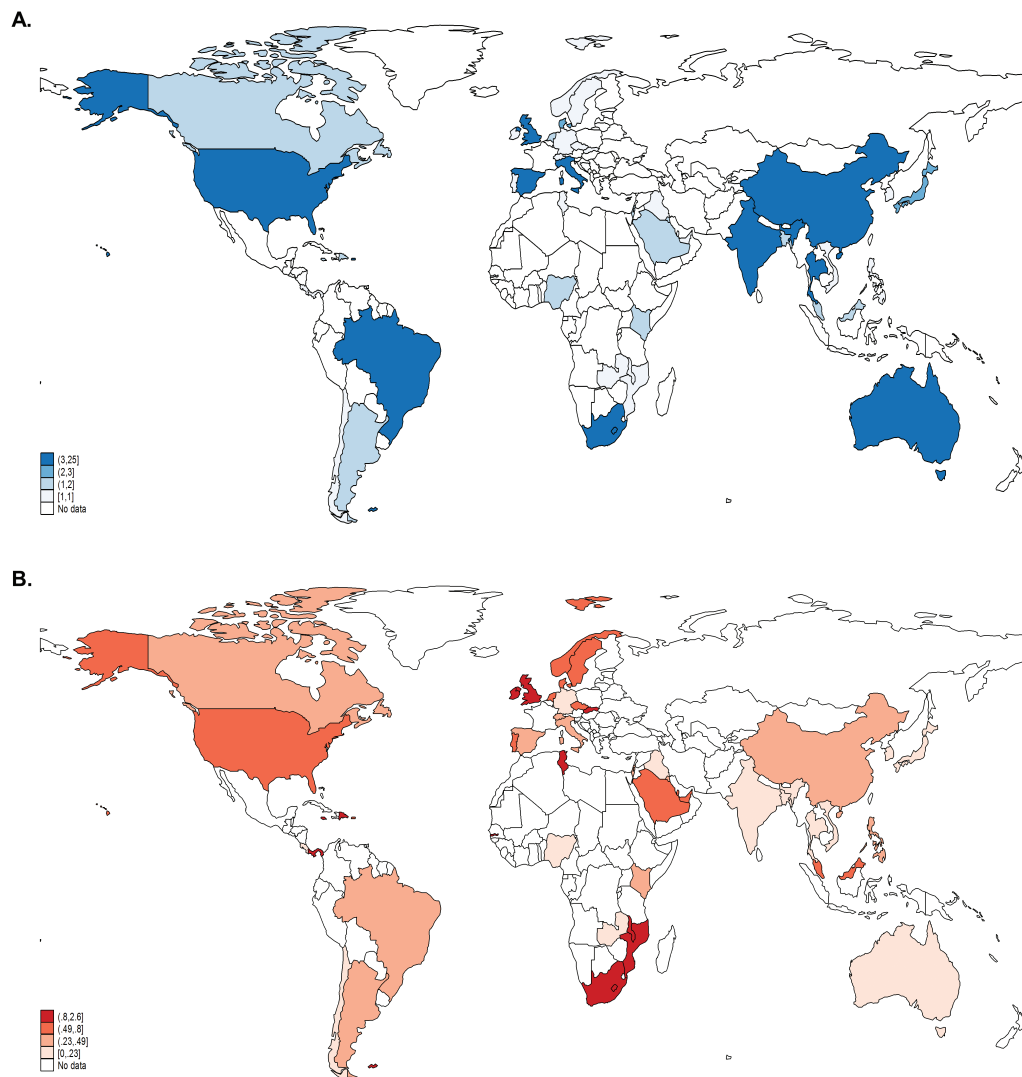 A.
(3,25]
(2,3]
(1,2]
[1,1]
No data
B.
(.8,2.6]
(.49,.8]
(.23,.49]
[0,.23]
No data